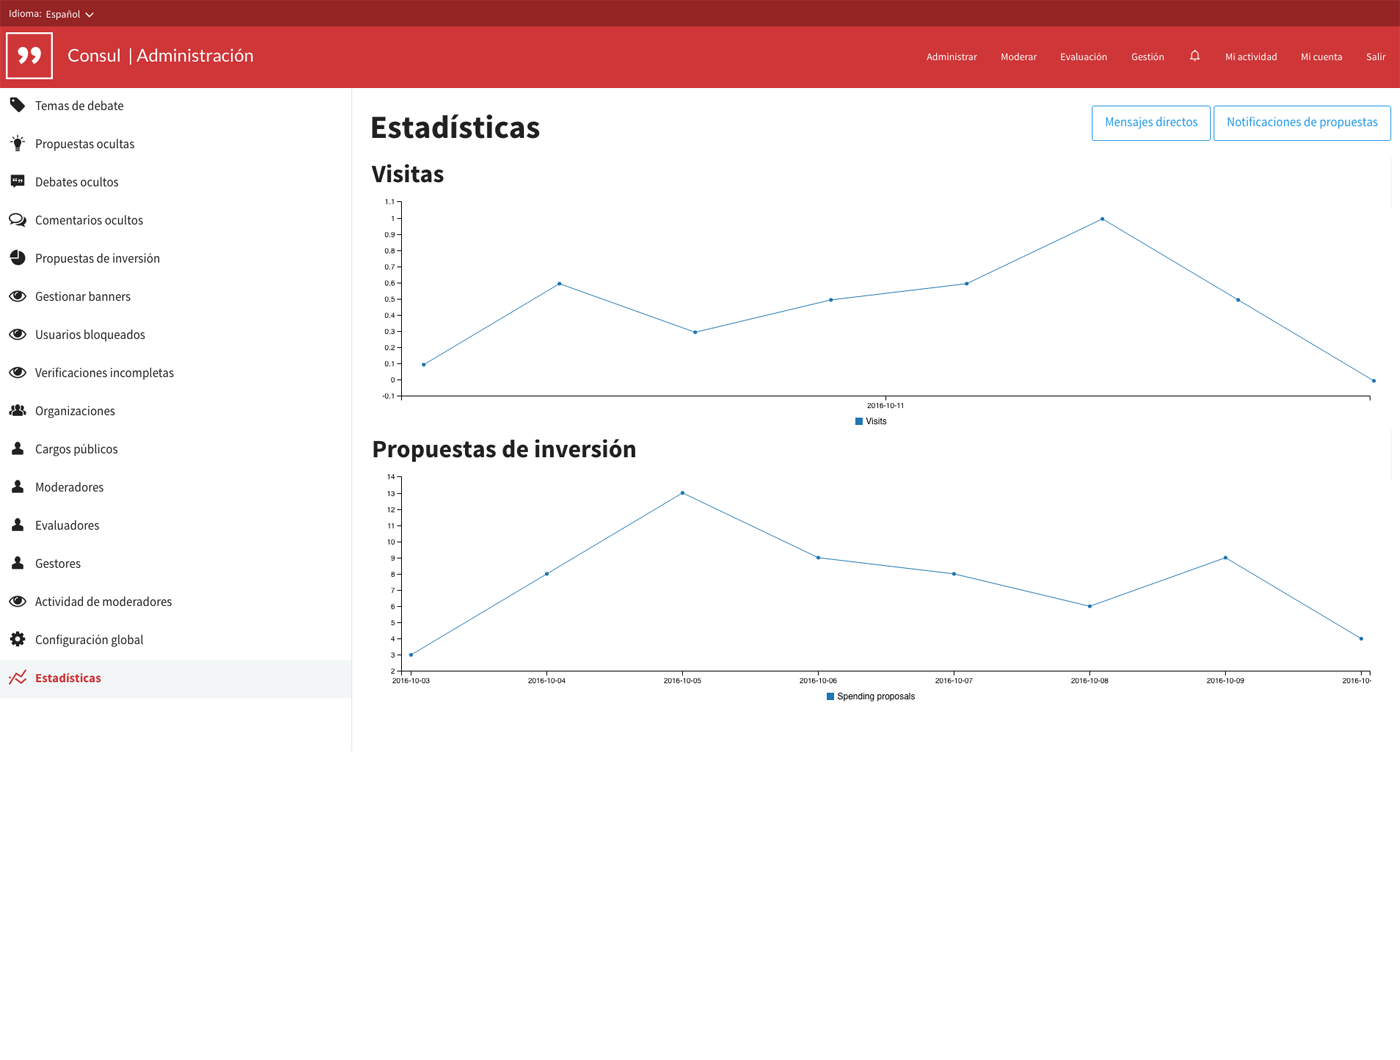 Idioma: Español
Consul | Administración
Administrar Moderar Evaluación Gestión Mi actividad Mi cuenta Salir
Temas de debate
Propuestas ocultas
Debates ocultos
Comentarios ocultos
Propuestas de inversión
Gestionar banners
Usuarios bloqueados
Verificaciones incompletas
Organizaciones
Cargos públicos
Moderadores
Evaluadores
Gestores
Actividad de moderadores
Configuración global
Estadísticas
Estadísticas
Mensajes directos Notificaciones de propuestas
Visitas
1.1
1
0.9
0.8
0.7
0.6
0.5
0.4
0.3
0.2
0.1
0
-0.1
2016-10-11
Visits
Propuestas de inversión
14
13
12
11
10
9
8
7
6
5
4
3
2
2016-10-03 2016-10-04 2016-10-05 2016-10-06 2016-10-07 2016-10-08 2016-10-09 2016-10-
Spending proposals